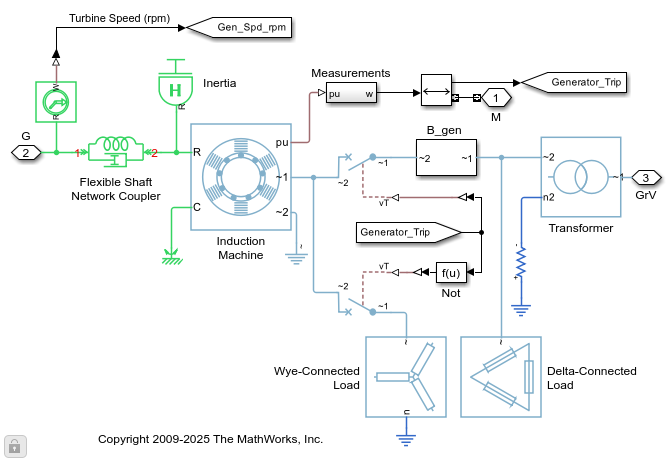 Turbine Speed (rpm)
Gen_Spd_rpm
W
R
H
R
Inertia
Measurements
pu
w
Generator_Trip
1
M
G
2
1
2
Flexible Shaft
Network Coupler
R
C
pu
~1
~2
Induction
Machine
~
~2
~1
vT
B_gen
~2
~1
~2
n2
~1
3
GrV
Transformer
Generator_Trip
vT
f(u)
Not
~2
~1
-
+
~
n
Wye-Connected
Load
~
Delta-Connected
Load
Copyright 2009-2025 The MathWorks, Inc.